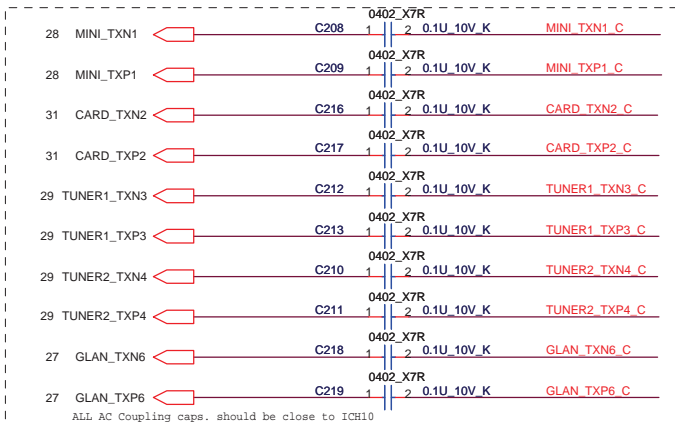 0402_X7R
28 MINI_TXN1 C208 1 2 0.1U_10V_K MINI_TXN1_C
0402_X7R
28 MINI_TXP1 C209 1 2 0.1U_10V_K MINI_TXP1_C
0402_X7R
31 CARD_TXN2 C216 1 2 0.1U_10V_K CARD_TXN2_C
0402_X7R
31 CARD_TXP2 C217 1 2 0.1U_10V_K CARD_TXP2_C
0402_X7R
29 TUNER1_TXN3 C212 1 2 0.1U_10V_K TUNER1_TXN3_C
0402_X7R
29 TUNER1_TXP3 C213 1 2 0.1U_10V_K TUNER1_TXP3_C
0402_X7R
29 TUNER2_TXN4 C210 1 2 0.1U_10V_K TUNER2_TXN4_C
0402_X7R
29 TUNER2_TXP4 C211 1 2 0.1U_10V_K TUNER2_TXP4_C
0402_X7R
27 GLAN_TXN6 C218 1 2 0.1U_10V_K GLAN_TXN6_C
0402_X7R
27 GLAN_TXP6 C219 1 2 0.1U_10V_K GLAN_TXP6_C
ALL AC Coupling caps. should be close to ICH10